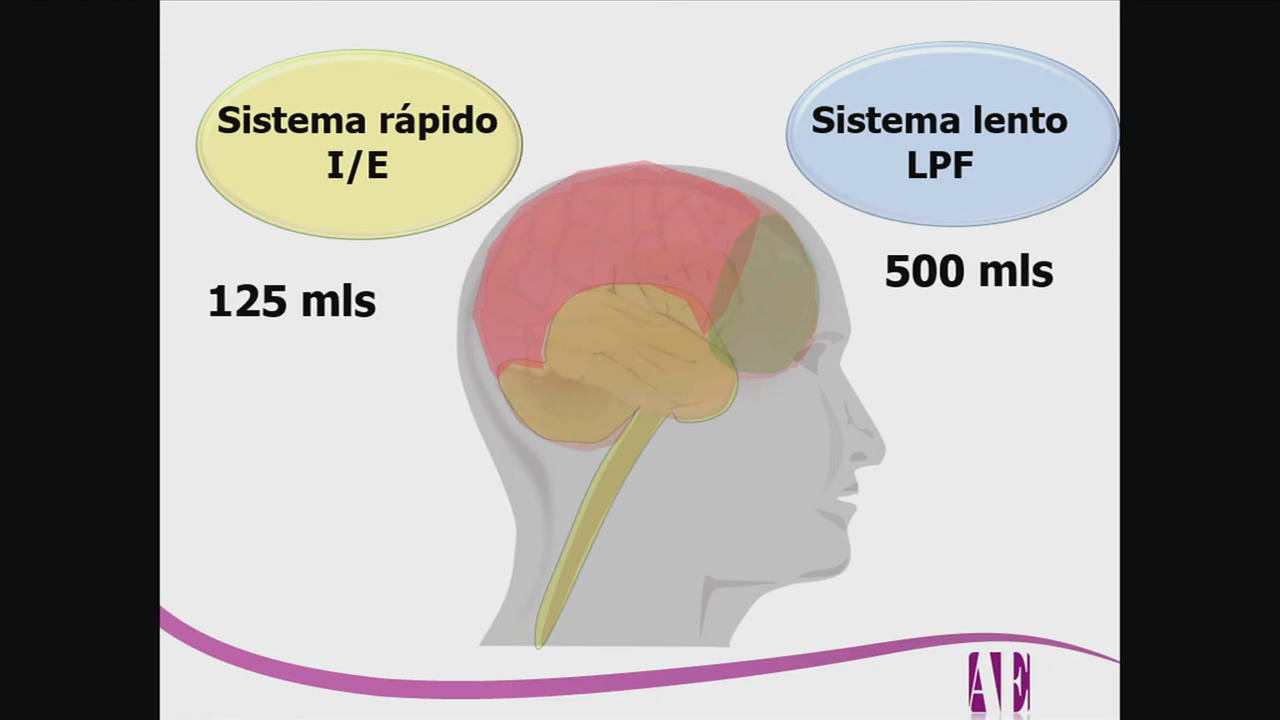 Sistema rápido
I/E
125 mls
Sistema lento
LPF
500 mls
AE